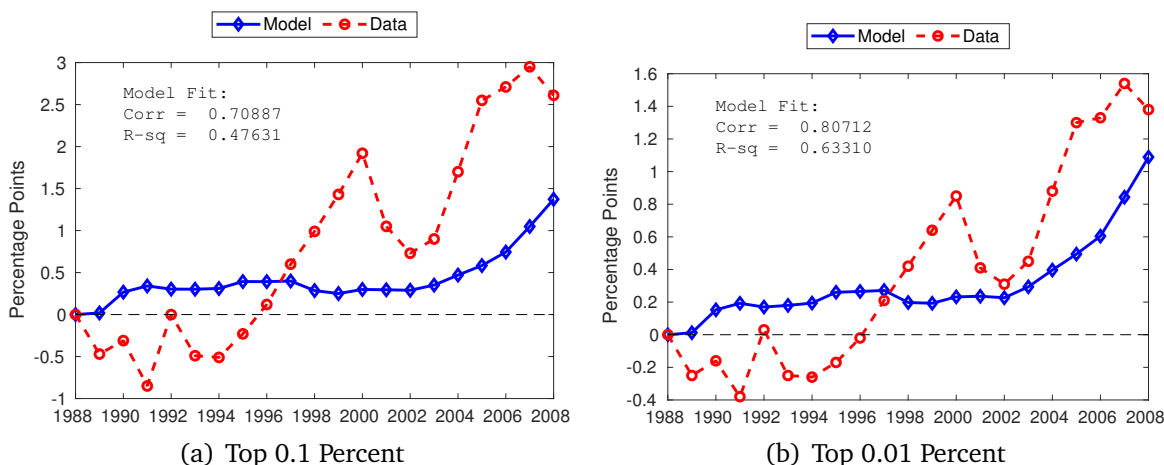 Model Data
Percentage Points
3
2.5
2
1.5
1
0.5
0
-0.5
-1
Model Fit:
Corr = 0.70887
R-sq = 0.47631
1988 1990 1992 1994 1996 1998 2000 2002 2004 2006 2008
(a) Top 0.1 Percent
Model Data
Percentage Points
1.6
1.4
1.2
1
0.8
0.6
0.4
0.2
0
-0.2
-0.4
Model Fit:
Corr = 0.80712
R-sq = 0.63310
1988 1990 1992 1994 1996 1998 2000 2002 2004 2006 2008
(b) Top 0.01 Percent